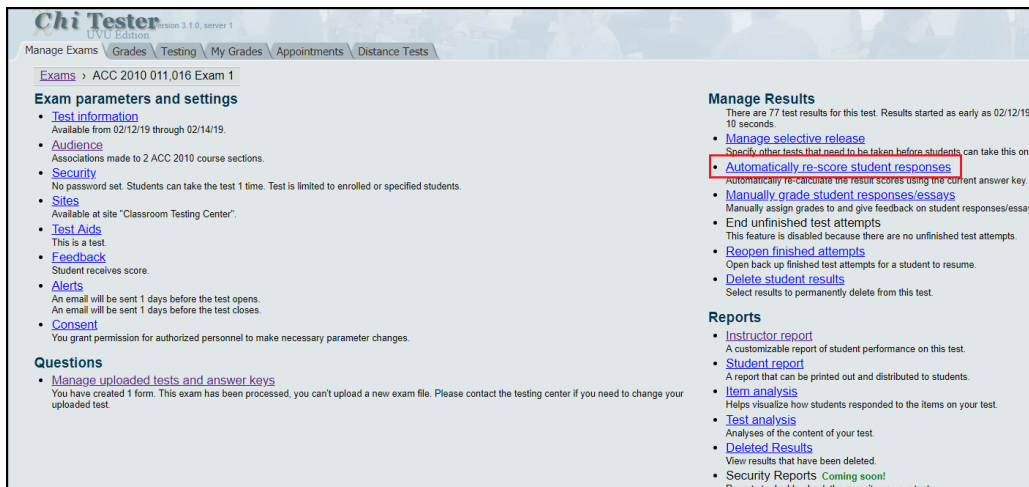 Chi Tester Version 3.1.0, server 1
UVU Edition
Manage Exams Grades Testing My Grades Appointments Distance Tests
Exams › ACC 2010 011,016 Exam 1
Exam parameters and settings
• Test information
Available from 02/12/19 through 02/14/19.
• Audience
Associations made to 2 ACC 2010 course sections.
• Security
No password set. Students can take the test 1 time. Test is limited to enrolled or specified students.
• Sites
Available at site "Classroom Testing Center".
• Test Aids
This is a test.
• Feedback
Student receives score.
• Alerts
An email will be sent 1 days before the test opens.
An email will be sent 1 days before the test closes.
• Consent
You grant permission for authorized personnel to make necessary parameter changes.
Questions
• Manage uploaded tests and answer keys
You have created 1 form. This exam has been processed, you can't upload a new exam file. Please contact the testing center if you need to change your
uploaded test.
Manage Results
There are 77 test results for this test. Results started as early as 02/12/19
10 seconds.
• Manage selective release
Specify other tests that need to be taken before students can take this on
• Automatically re-score student responses
Automatically re-calculate the result scores using the current answer key.
• Manually grade student responses/essays
Manually assign grades to and give feedback on student responses/essa
• End unfinished test attempts
This feature is disabled because there are no unfinished test attempts.
• Reopen finished attempts
Open back up finished test attempts for a student to resume.
• Delete student results
Select results to permanently delete from this test.
Reports
• Instructor report
A customizable report of student performance on this test.
• Student report
A report that can be printed out and distributed to students.
• Item analysis
Helps visualize how students responded to the items on your test.
• Test analysis
Analyses of the content of your test.
• Deleted Results
View results that have been deleted.
• Security Reports Coming soon!